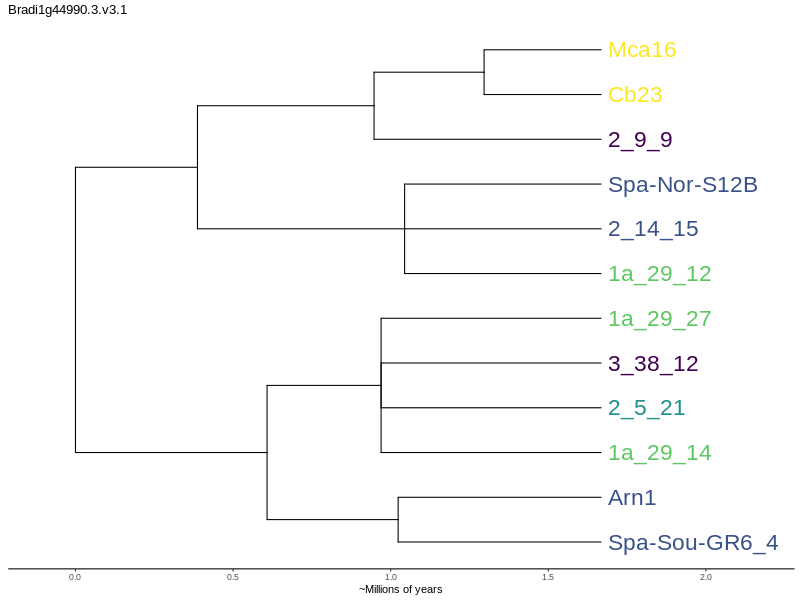 Bradi1g44990.3.v3.1
Mca16
Cb23
2_9_9
Spa-Nor-S12B
2_14_15
1a_29_12
1a_29_27
3_38_12
2_5_21
1a_29_14
Arn1
Spa-Sou-GR6_4
0.0 0.5 1.0 1.5 2.0
~Millions of years